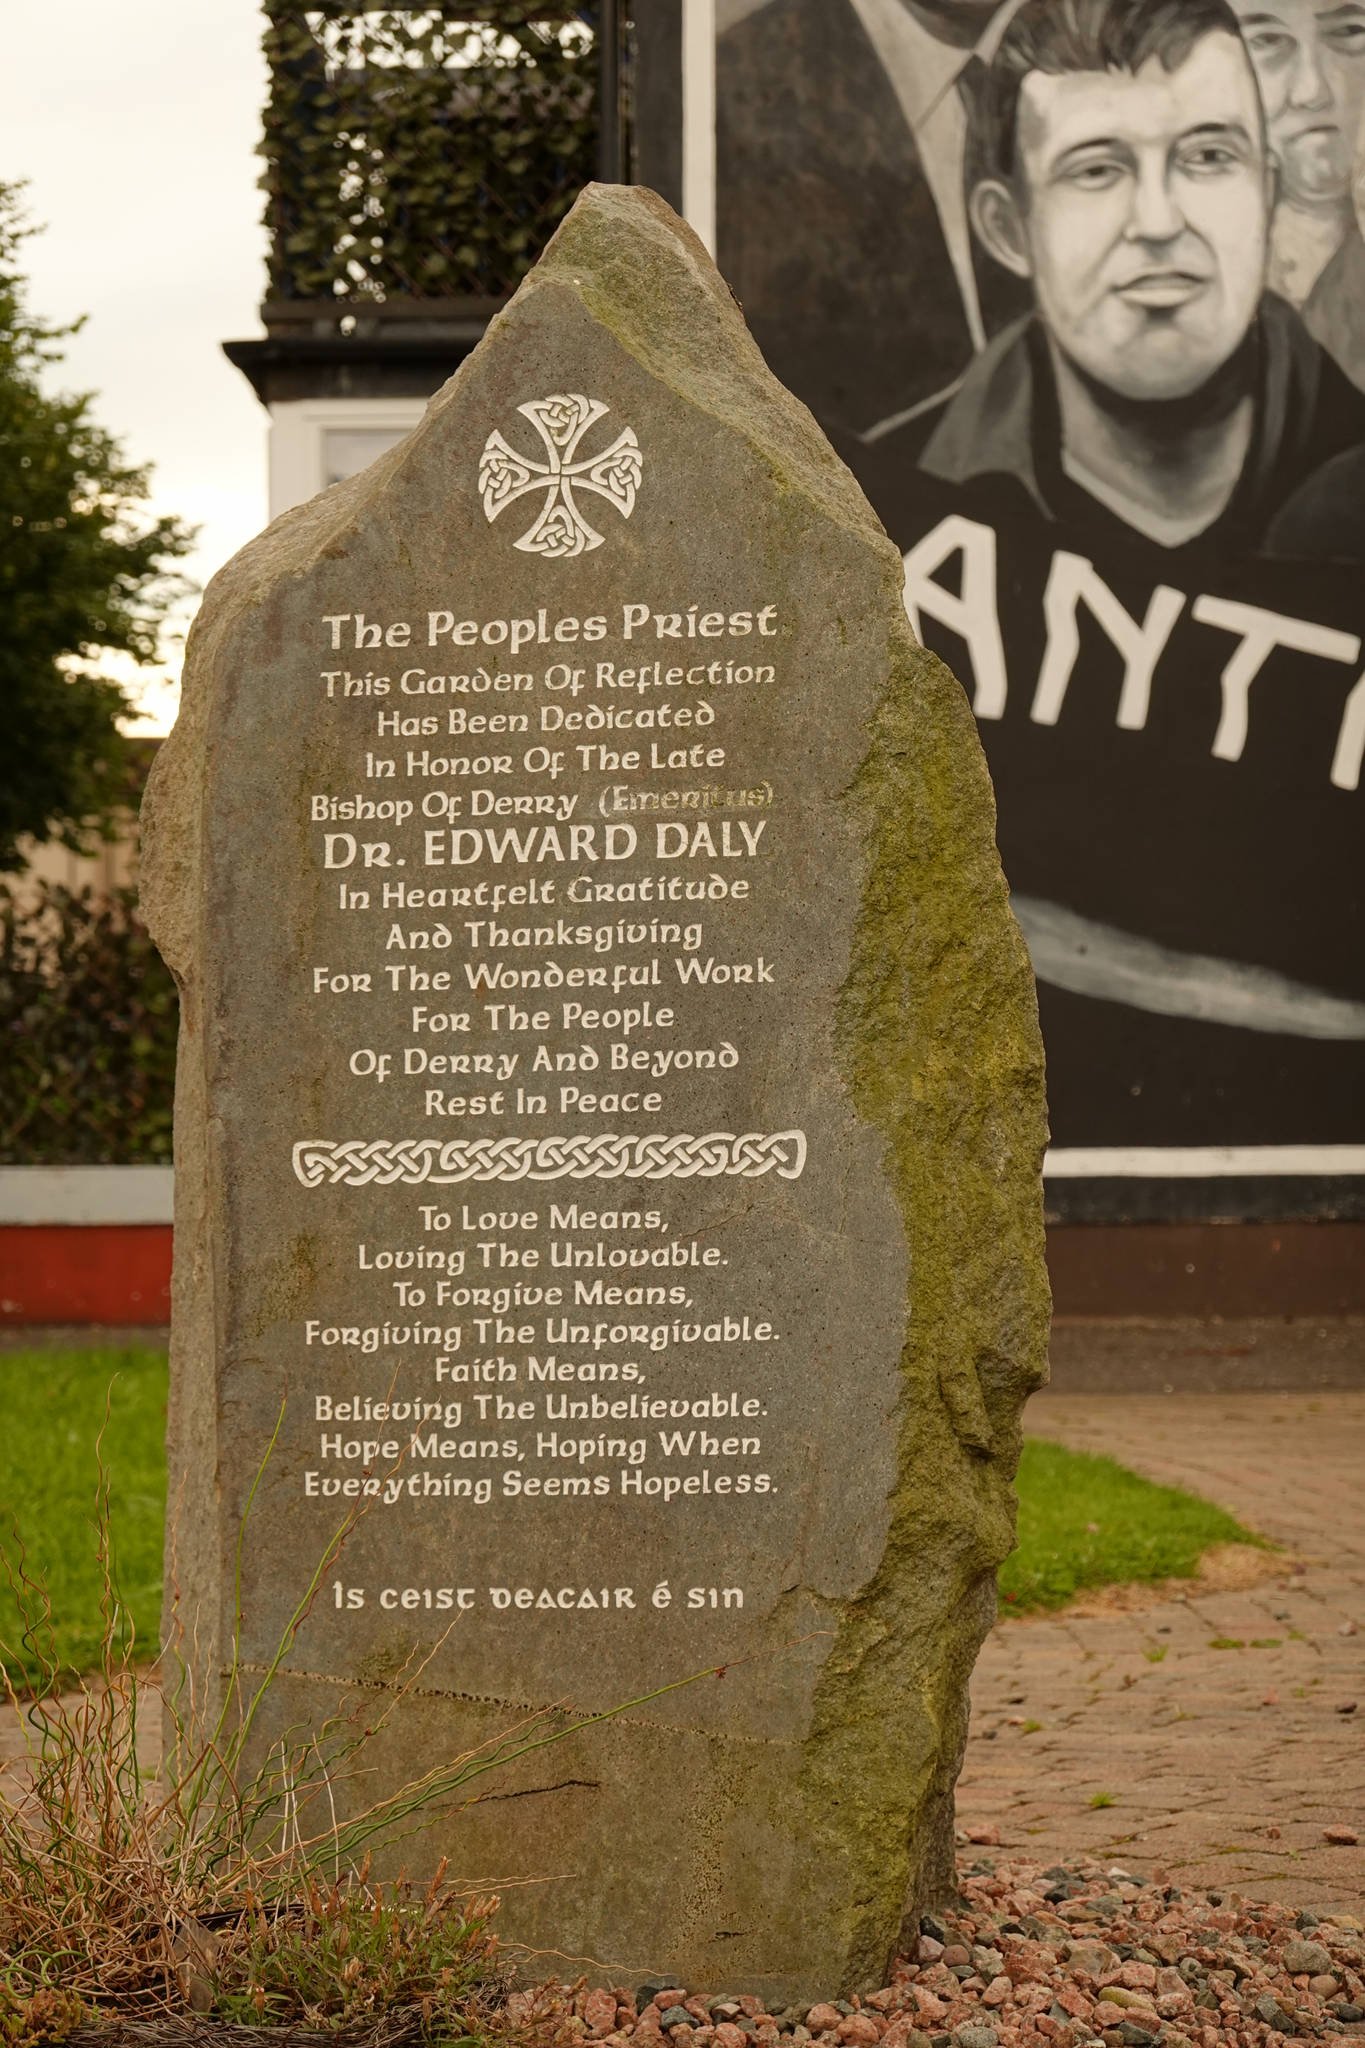 The Peoples Priest
This Garden Of Reflection
Has Been Dedicated
In Honor Of The Late
Bishop Of Derry (Emeritus)
DR. EDWARD DALY
In Heartfelt Gratitude
And Thanksgiving
For The Wonderful Work
For The People
Of Derry And Beyond
Rest In Peace
To Love Means,
Loving The Unlovable.
To Forgive Means,
Forgiving The Unforgivable.
Faith Means,
Believing The Unbelievable.
Hope Means, Hoping When
Everything Seems Hopeless.
Is ceist deacair é sin
ANT